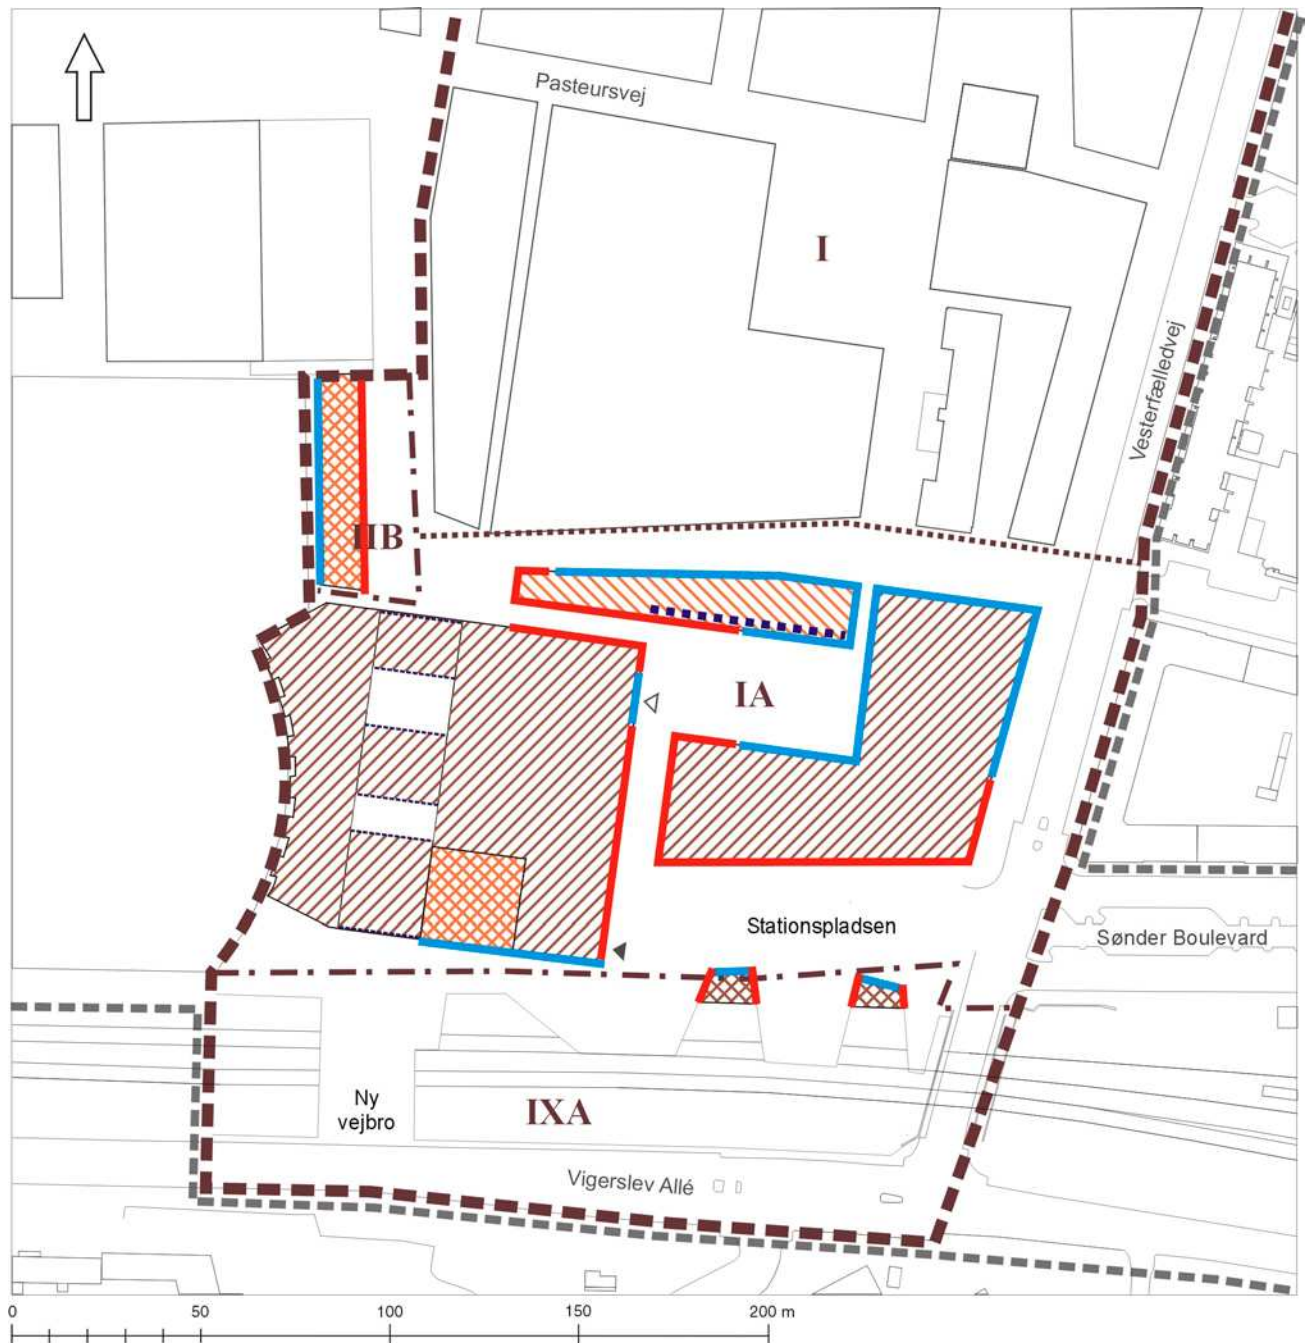 Pasteursvej
I
Vesterfælledvej
IIB
IA
Stationspladsen
Sønder Boulevard
Ny
vejbro
IXA
Vigerslev Allé
0 50 100 150 200 m